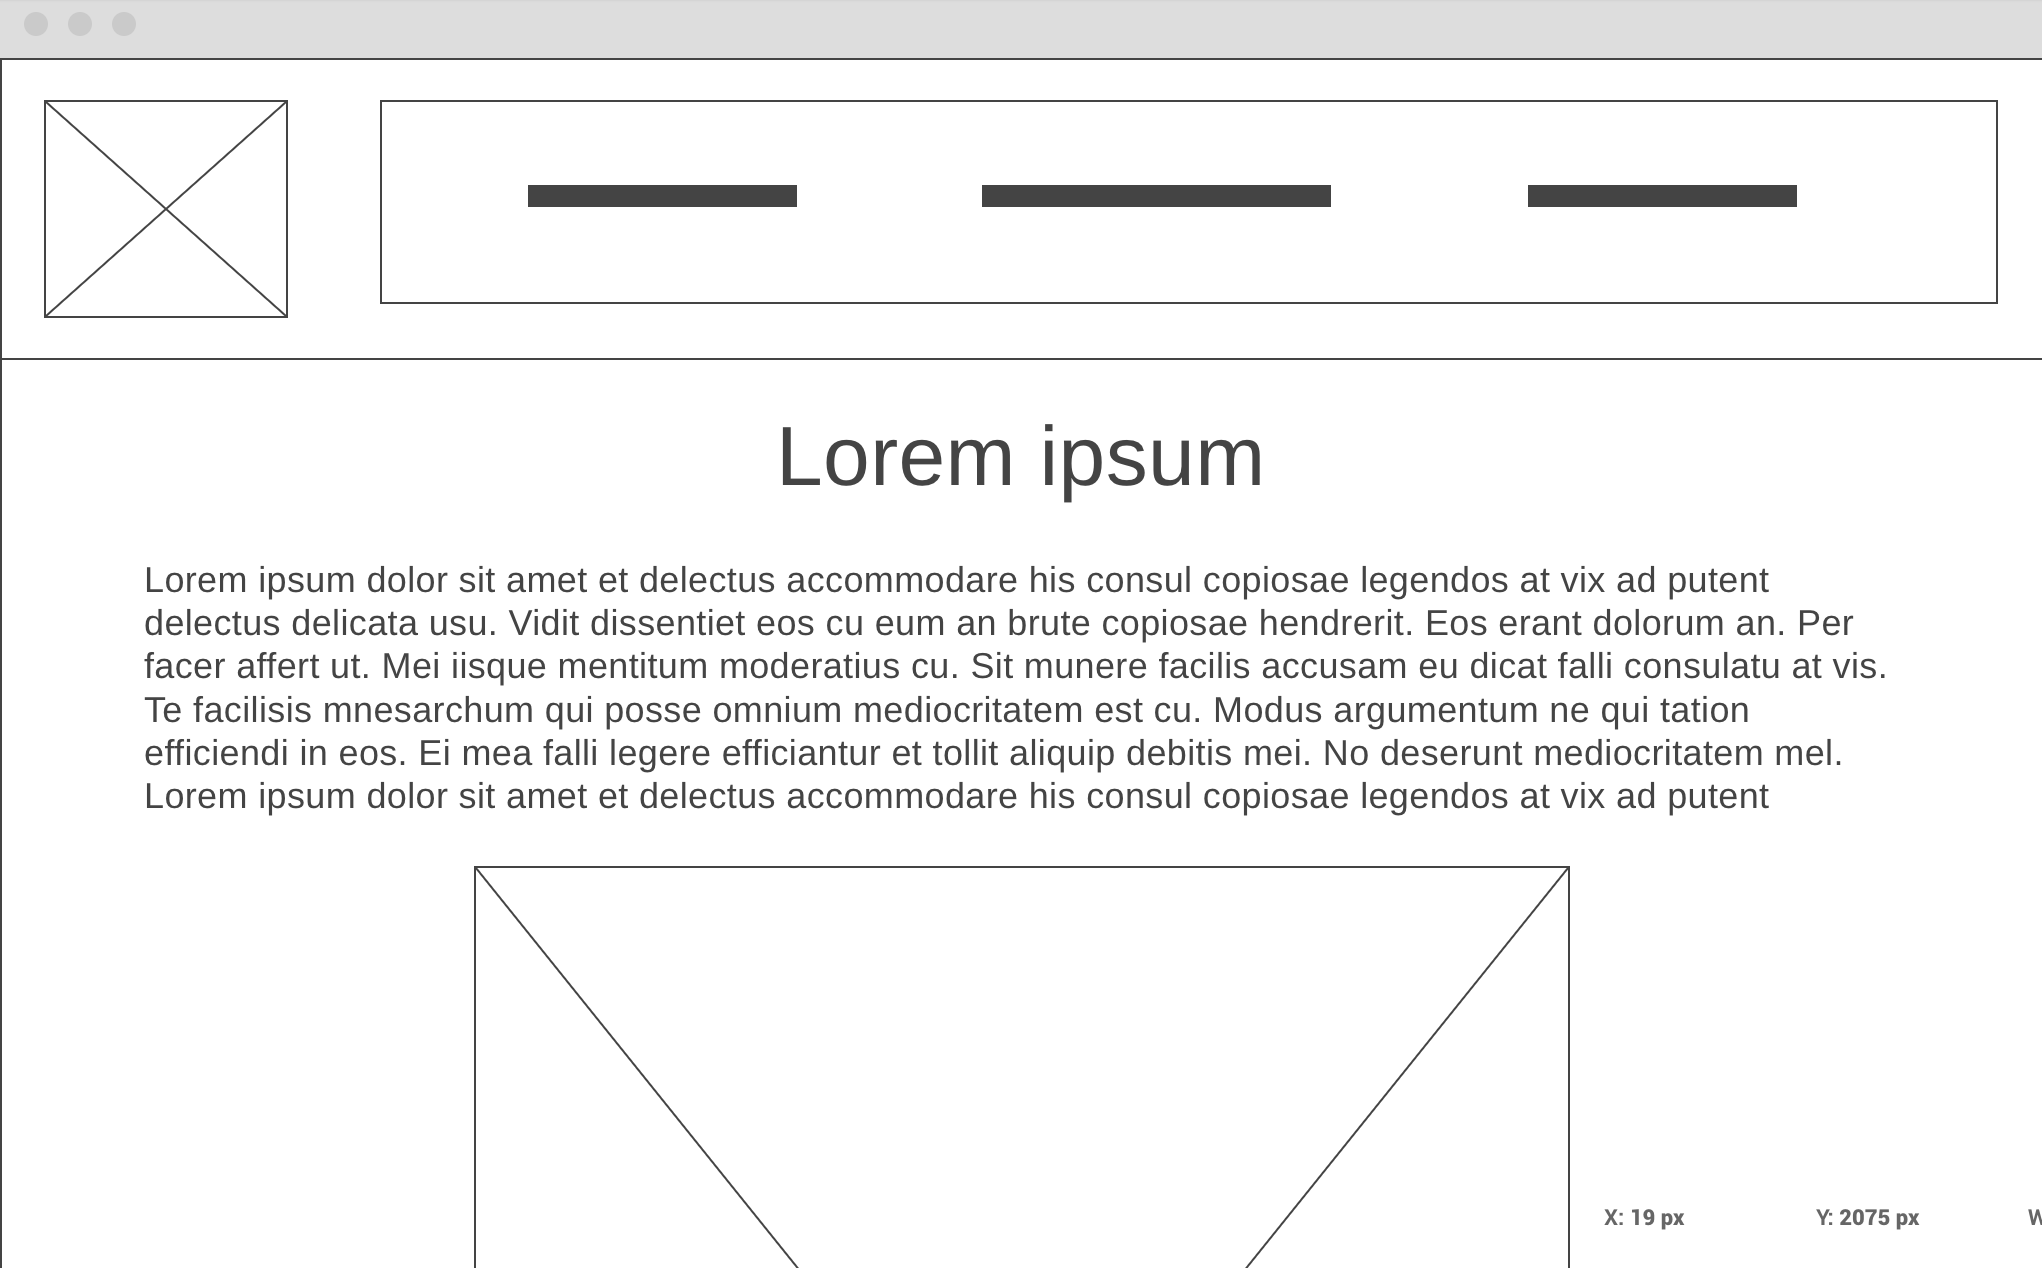 Lorem ipsum
Lorem ipsum dolor sit amet et delectus accommodare his consul copiosae legendos at vix ad putent
delectus delicata usu. Vidit dissentiet eos cu eum an brute copiosae hendrerit. Eos erant dolorum an. Per
facer affert ut. Mei iisque mentitum moderatius cu. Sit munere facilis accusam eu dicat falli consulatu at vis.
Te facilisis mnesarchum qui posse omnium mediocritatem est cu. Modus argumentum ne qui tation
efficiendi in eos. Ei mea falli legere efficiantur et tollit aliquip debitis mei. No deserunt mediocritatem mel.
Lorem ipsum dolor sit amet et delectus accommodare his consul copiosae legendos at vix ad putent
X: 19 px Y: 2075 px